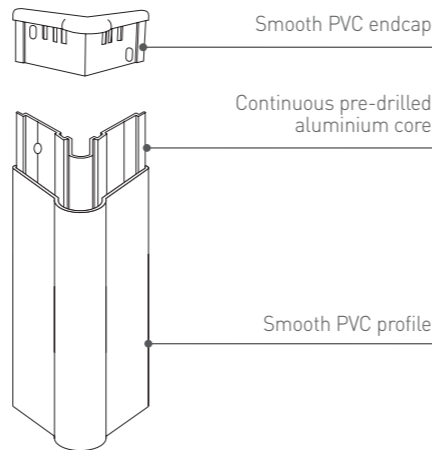 Smooth PVC endcap
Continuous pre-drilled
aluminium core
Smooth PVC profile